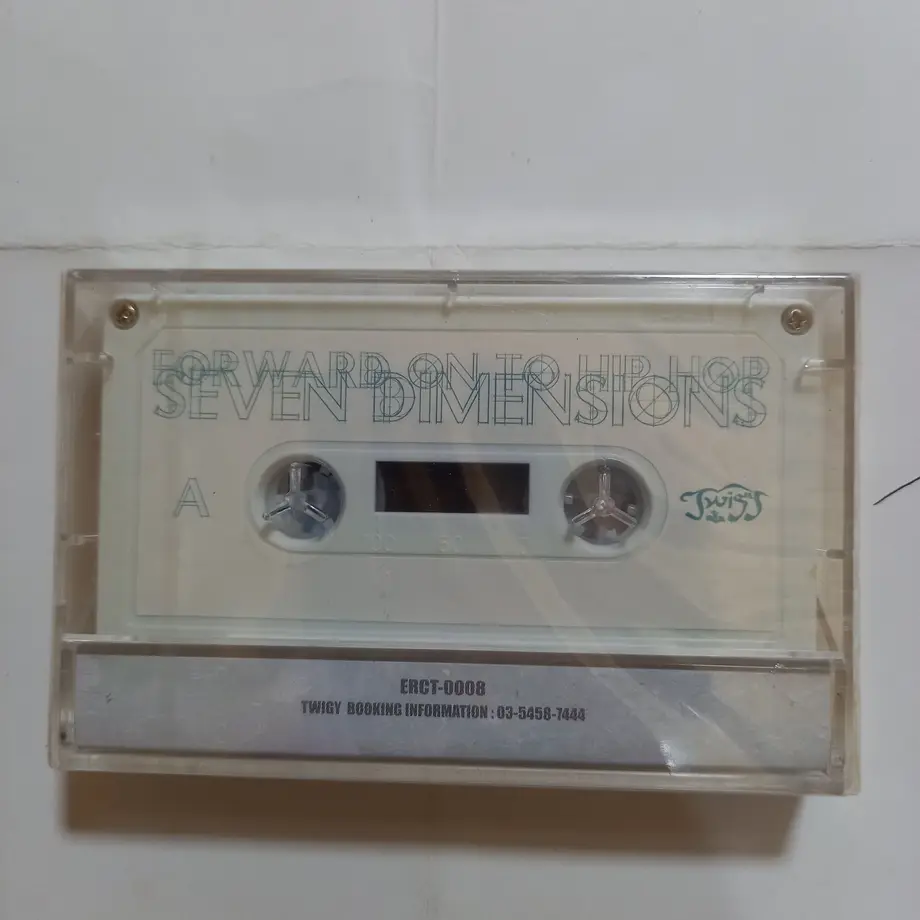 FORWARD ON TO HIP HOP
SEVEN DIMENSIONS
A
Twigy
ERCT-0008
TWIGY BOOKING INFORMATION : 03-5458-7444